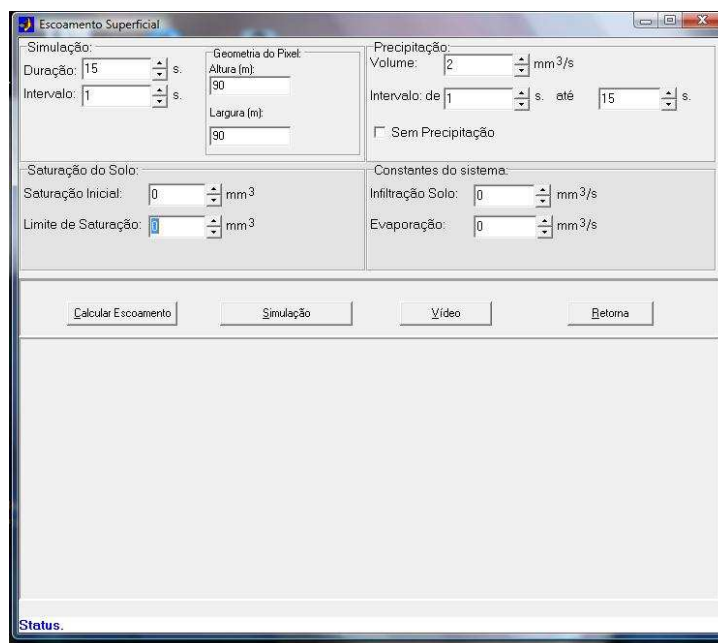 Escoamento Superficial
Simulação:
Duração: 15 s.
Intervalo: 1 s.
Geometria do Pixel:
Altura (m):
90
Largura (m):
90
Precipitação:
Volume: 2 mm3/s
Intervalo: de 1 s. até 15 s.
Sem Precipitação
Saturação do Solo:
Saturação Inicial: 0 mm3
Limite de Saturação: 0 mm3
Constantes do sistema:
Infiltração Solo: 0 mm3/s
Evaporação: 0 mm3/s
Calcular Escoamento Simulação Vídeo Retorna
Status.